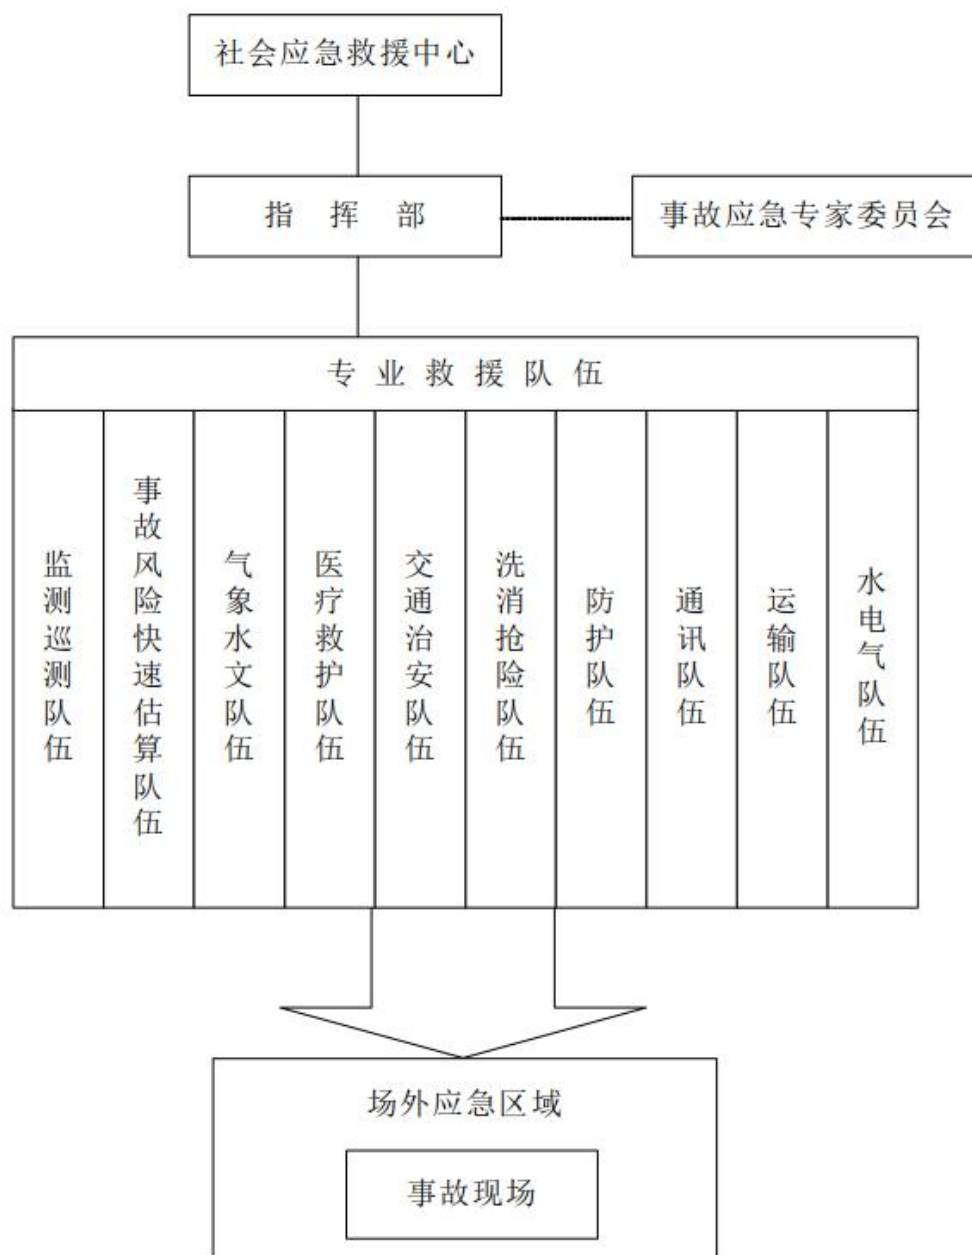 社会应急救援中心
指挥部
事故应急专家委员会
专业救援队伍
监测巡测队伍
事故风险快速估算队伍
气象水文队伍
医疗救护队伍
交通治安队伍
洗消抢险队伍
防护队伍
通讯队伍
运输队伍
水电气队伍
场外应急区域
事故现场